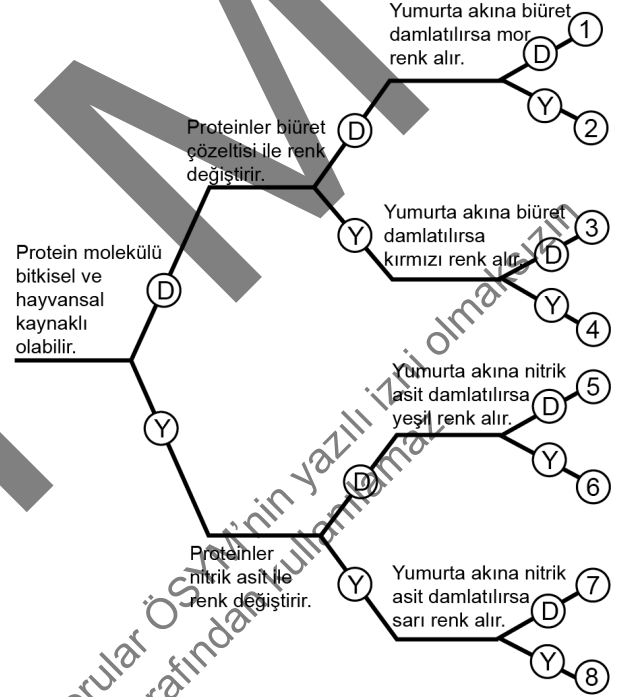 Yumurta akına biüret
damlatılırsa mor
renk alır.
D
1
Y
2
Proteinler biüret
çözeltisi ile renk
değiştirir.
D
Y
Yumurta akına biüret
damlatılırsa
kırmızı renk alır.
D
3
Y
4
Protein molekülü
bitkisel ve
hayvansal
kaynaklı
olabilir.
D
Y
Yumurta akına nitrik
asit damlatılırsa
yeşil renk alır.
D
5
Y
6
D
Proteinler
nitrik asit ile
renk değiştirir.
Y
Yumurta akına nitrik
asit damlatılırsa
sarı renk alır.
D
7
Y
8
ÖSYM'nin yazılı izni olmaksızın
kullanılamaz.